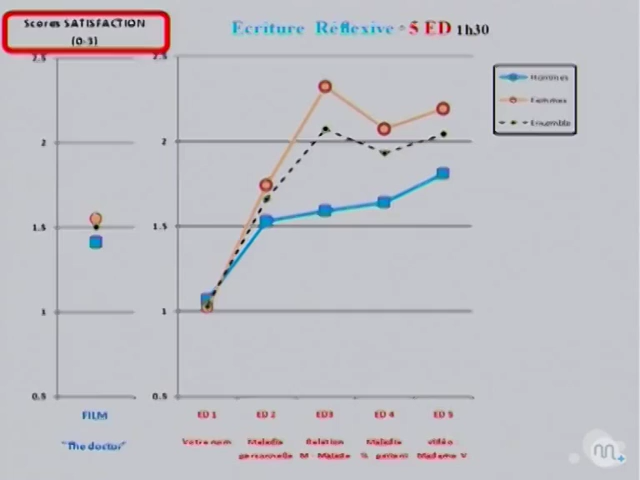 Scores SATISFACTION
(0-3)
Ecriture Réflexive : 5 ED 1h30
2.5
2
1.5
1
0.5
2.5
2
1.5
1
0.5
Hommes
Femmes
Ensemble
FILM
"The doctor"
ED 1
ED 2
ED3
ED 4
ED 5
Votre nom
Maladie
personnelle
Relation
M - Malade
Maladie
patient
vidéo :
Madame V